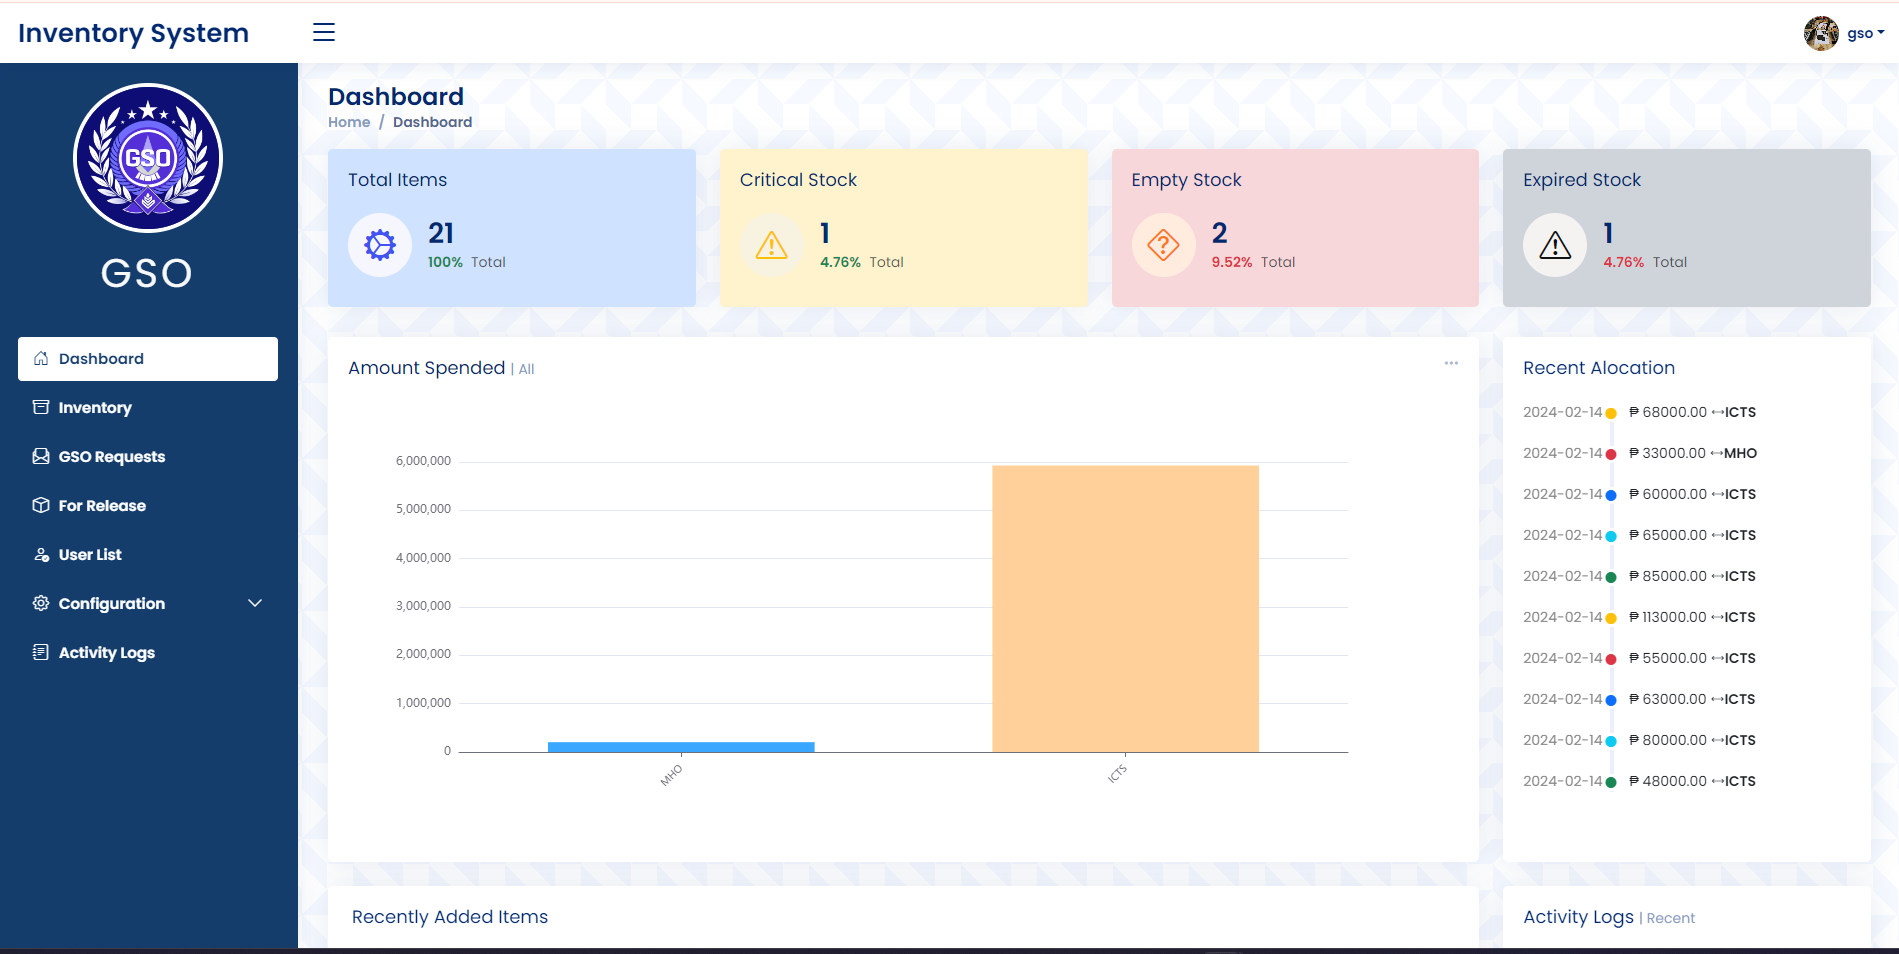 Inventory System
gso
GSO
GSO
Dashboard
Inventory
GSO Requests
For Release
User List
Configuration
Activity Logs
Dashboard
Home / Dashboard
Total Items
21
100% Total
Critical Stock
1
4.76% Total
Empty Stock
2
9.52% Total
Expired Stock
1
4.76% Total
Amount Spended | All
6,000,000
5,000,000
4,000,000
3,000,000
2,000,000
1,000,000
0
MHO
ICTS
Recent Alocation
2024-02-14 ₱ 68000.00 ↔ICTS
2024-02-14 ₱ 33000.00 ↔MHO
2024-02-14 ₱ 60000.00 ↔ICTS
2024-02-14 ₱ 65000.00 ↔ICTS
2024-02-14 ₱ 85000.00 ↔ICTS
2024-02-14 ₱ 113000.00 ↔ICTS
2024-02-14 ₱ 55000.00 ↔ICTS
2024-02-14 ₱ 63000.00 ↔ICTS
2024-02-14 ₱ 80000.00 ↔ICTS
2024-02-14 ₱ 48000.00 ↔ICTS
Recently Added Items
Activity Logs | Recent